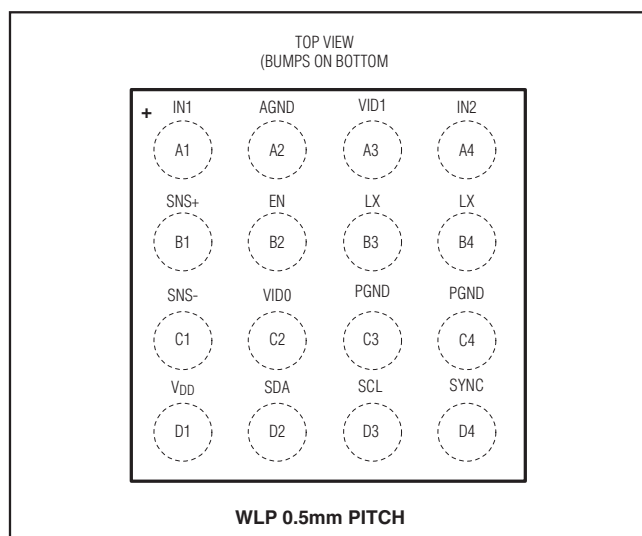 TOP VIEW
(BUMPS ON BOTTOM
+ IN1 AGND VID1 IN2
A1 A2 A3 A4
SNS+ EN LX LX
B1 B2 B3 B4
SNS- VID0 PGND PGND
C1 C2 C3 C4
VDD SDA SCL SYNC
D1 D2 D3 D4
WLP 0.5mm PITCH